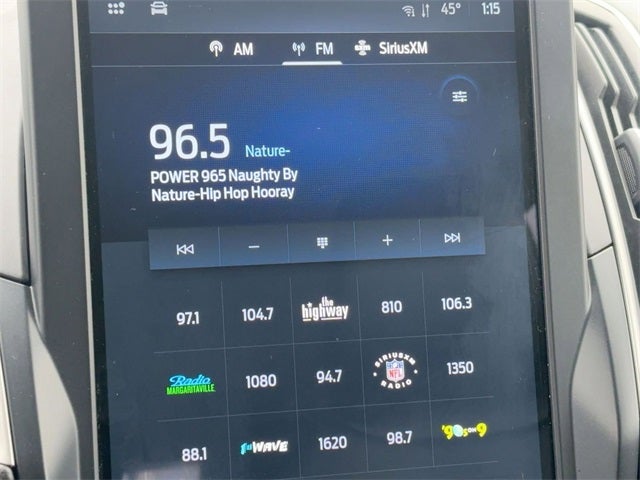 45° 1:15
AM FM SiriusXM
96.5 Nature-
POWER 965 Naughty By
Nature-Hip Hop Hooray
97.1 104.7 the highway 810 106.3
Radio MARGARITAVILLE 1080 94.7 SIRIUSXM NFL RADIO 1350
88.1 1st WAVE 1620 98.7 '90s ON 9